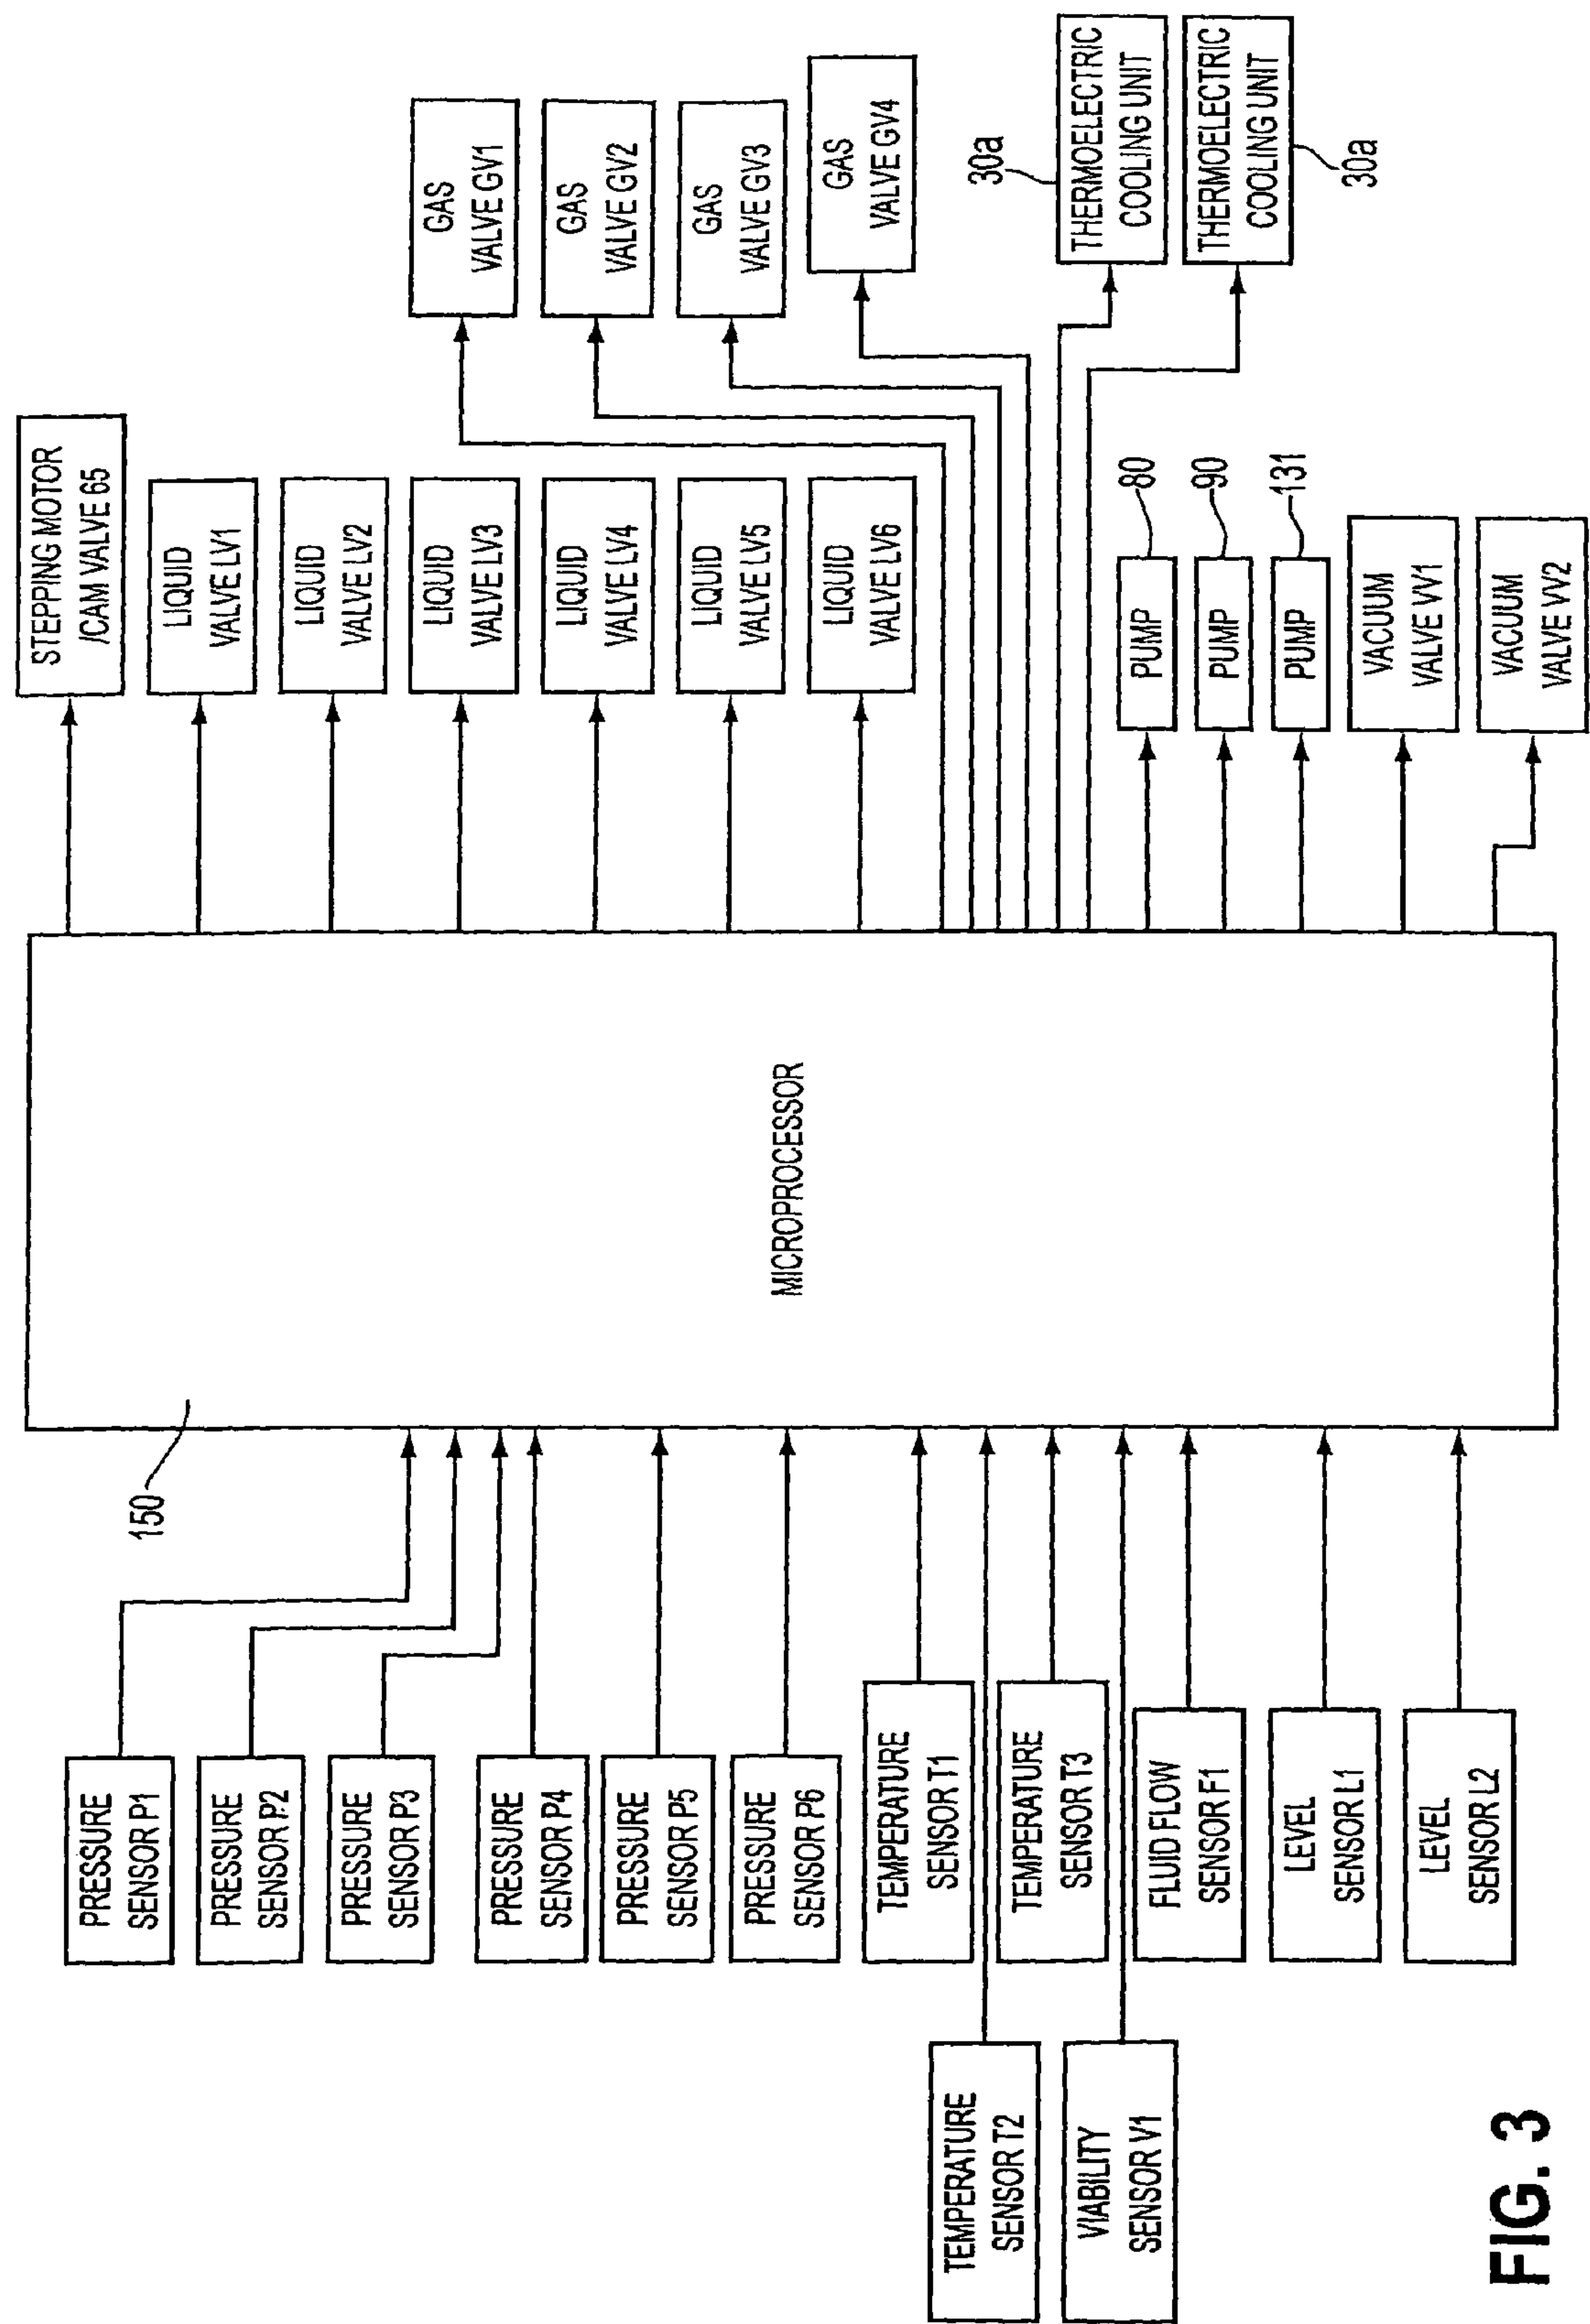 PRESSURE
SENSOR P1
PRESSURE
SENSOR P2
PRESSURE
SENSOR P3
PRESSURE
SENSOR P4
PRESSURE
SENSOR P5
PRESSURE
SENSOR P6
TEMPERATURE
SENSOR T1
TEMPERATURE
SENSOR T2
TEMPERATURE
SENSOR T3
VIABILITY
SENSOR V1
FLUID FLOW
SENSOR F1
LEVEL
SENSOR L1
LEVEL
SENSOR L2
150
MICROPROCESSOR
STEPPING MOTOR
/CAM VALVE 65
LIQUID
VALVE LV1
LIQUID
VALVE LV2
LIQUID
VALVE LV3
LIQUID
VALVE LV4
LIQUID
VALVE LV5
LIQUID
VALVE LV6
GAS
VALVE GV1
GAS
VALVE GV2
GAS
VALVE GV3
GAS
VALVE GV4
30a
THERMOELECTRIC
COOLING UNIT
THERMOELECTRIC
COOLING UNIT
30a
PUMP
80
PUMP
90
PUMP
131
VACUUM
VALVE VV1
VACUUM
VALVE VV2
FIG. 3